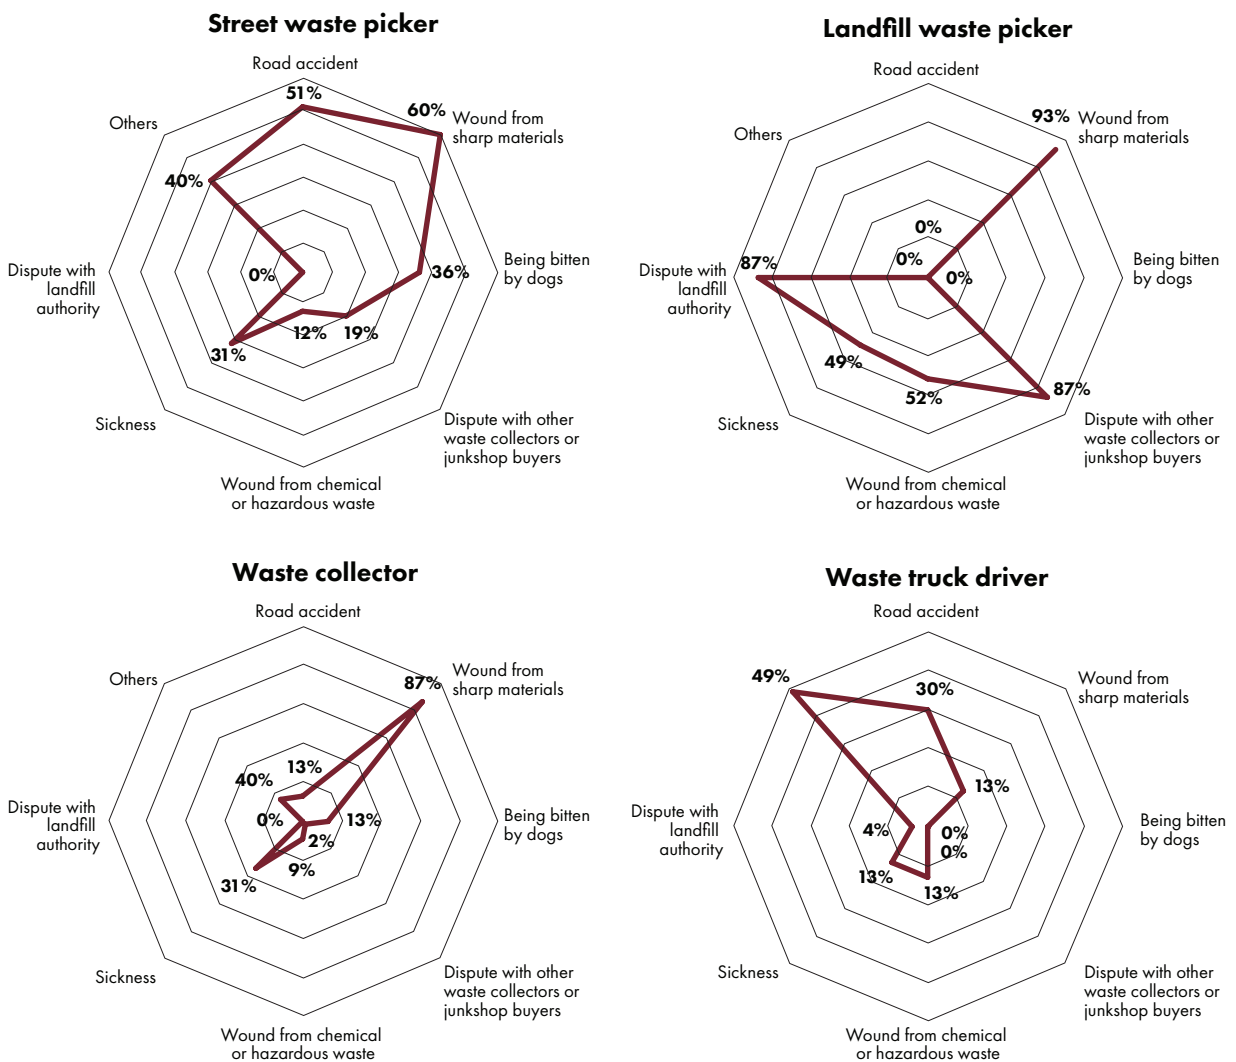 Street waste picker
Road accident
51%
60%
Wound from
sharp materials
Others
40%
Dispute with
landfill
authority
0%
36%
Being bitten
by dogs
31%
12%
19%
Sickness
Dispute with other
waste collectors or
junkshop buyers
Wound from chemical
or hazardous waste
Landfill waste picker
Road accident
93%
Wound from
sharp materials
Others
0%
0%
0%
Dispute with
landfill
authority
87%
Being bitten
by dogs
49%
52%
87%
Sickness
Dispute with other
waste collectors or
junkshop buyers
Wound from chemical
or hazardous waste
Waste collector
Road accident
Wound from
sharp materials
87%
Others
13%
40%
Dispute with
landfill
authority
0%
13%
Being bitten
by dogs
2%
9%
31%
Sickness
Dispute with other
waste collectors or
junkshop buyers
Wound from chemical
or hazardous waste
Waste truck driver
Road accident
49%
30%
Wound from
sharp materials
13%
Dispute with
landfill
authority
4%
0%
0%
Being bitten
by dogs
13%
13%
Sickness
Dispute with other
waste collectors or
junkshop buyers
Wound from chemical
or hazardous waste